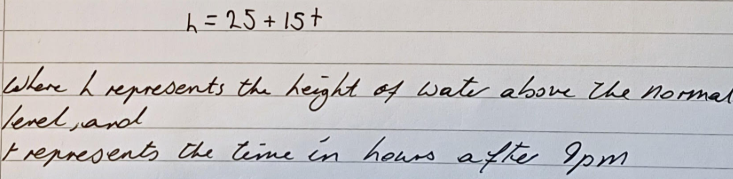 h = 25 + 15t
Where h represents the height of water above the normal
level, and
t represents the time in hours after 9pm